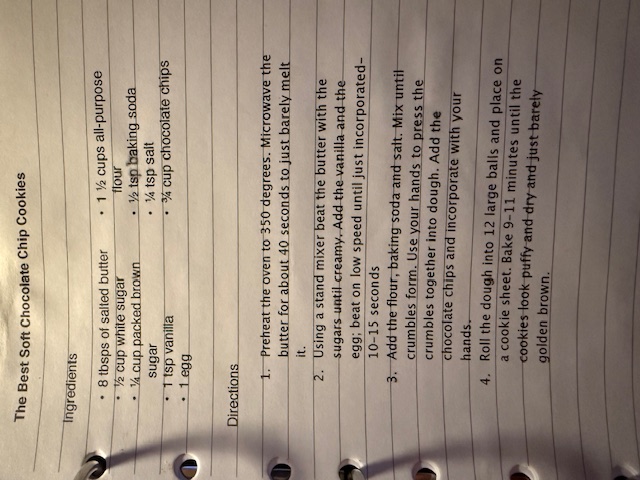 The Best Soft Chocolate Chip Cookies
Ingredients
• 8 tbsps of salted butter
• ½ cup white sugar
• ¼ cup packed brown
sugar
• 1 tsp vanilla
• 1 egg
• 1 ½ cups all-purpose
flour
• ½ tsp baking soda
• ¼ tsp salt
• ¾ cup chocolate chips
Directions
1. Preheat the oven to 350 degrees. Microwave the
butter for about 40 seconds to just barely melt
it.
2. Using a stand mixer beat the butter with the
sugars until creamy. Add the vanilla and the
egg; beat on low speed until just incorporated-
10-15 seconds
3. Add the flour, baking soda and salt. Mix until
crumbles form. Use your hands to press the
crumbles together into dough. Add the
chocolate chips and incorporate with your
hands.
4. Roll the dough into 12 large balls and place on
a cookie sheet. Bake 9-11 minutes until the
cookies look puffy and dry and just barely
golden brown.